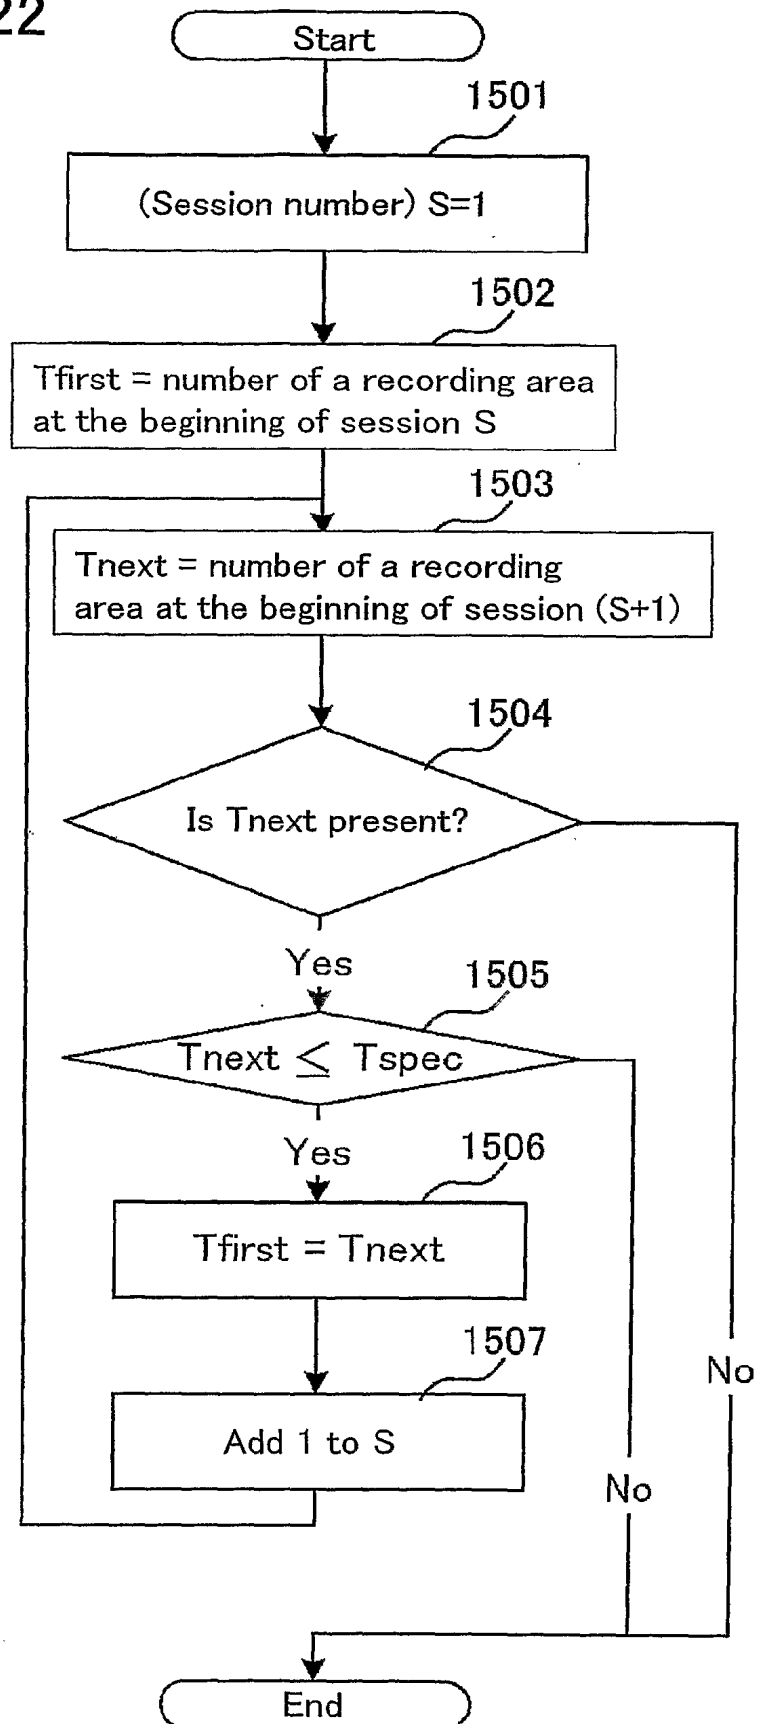 22
Start
1501
(Session number) S=1
1502
Tfirst = number of a recording area
at the beginning of session S
1503
Tnext = number of a recording
area at the beginning of session (S+1)
1504
Is Tnext present?
Yes
1505
Tnext ≤ Tspec
Yes
1506
Tfirst = Tnext
1507
Add 1 to S
No
No
End